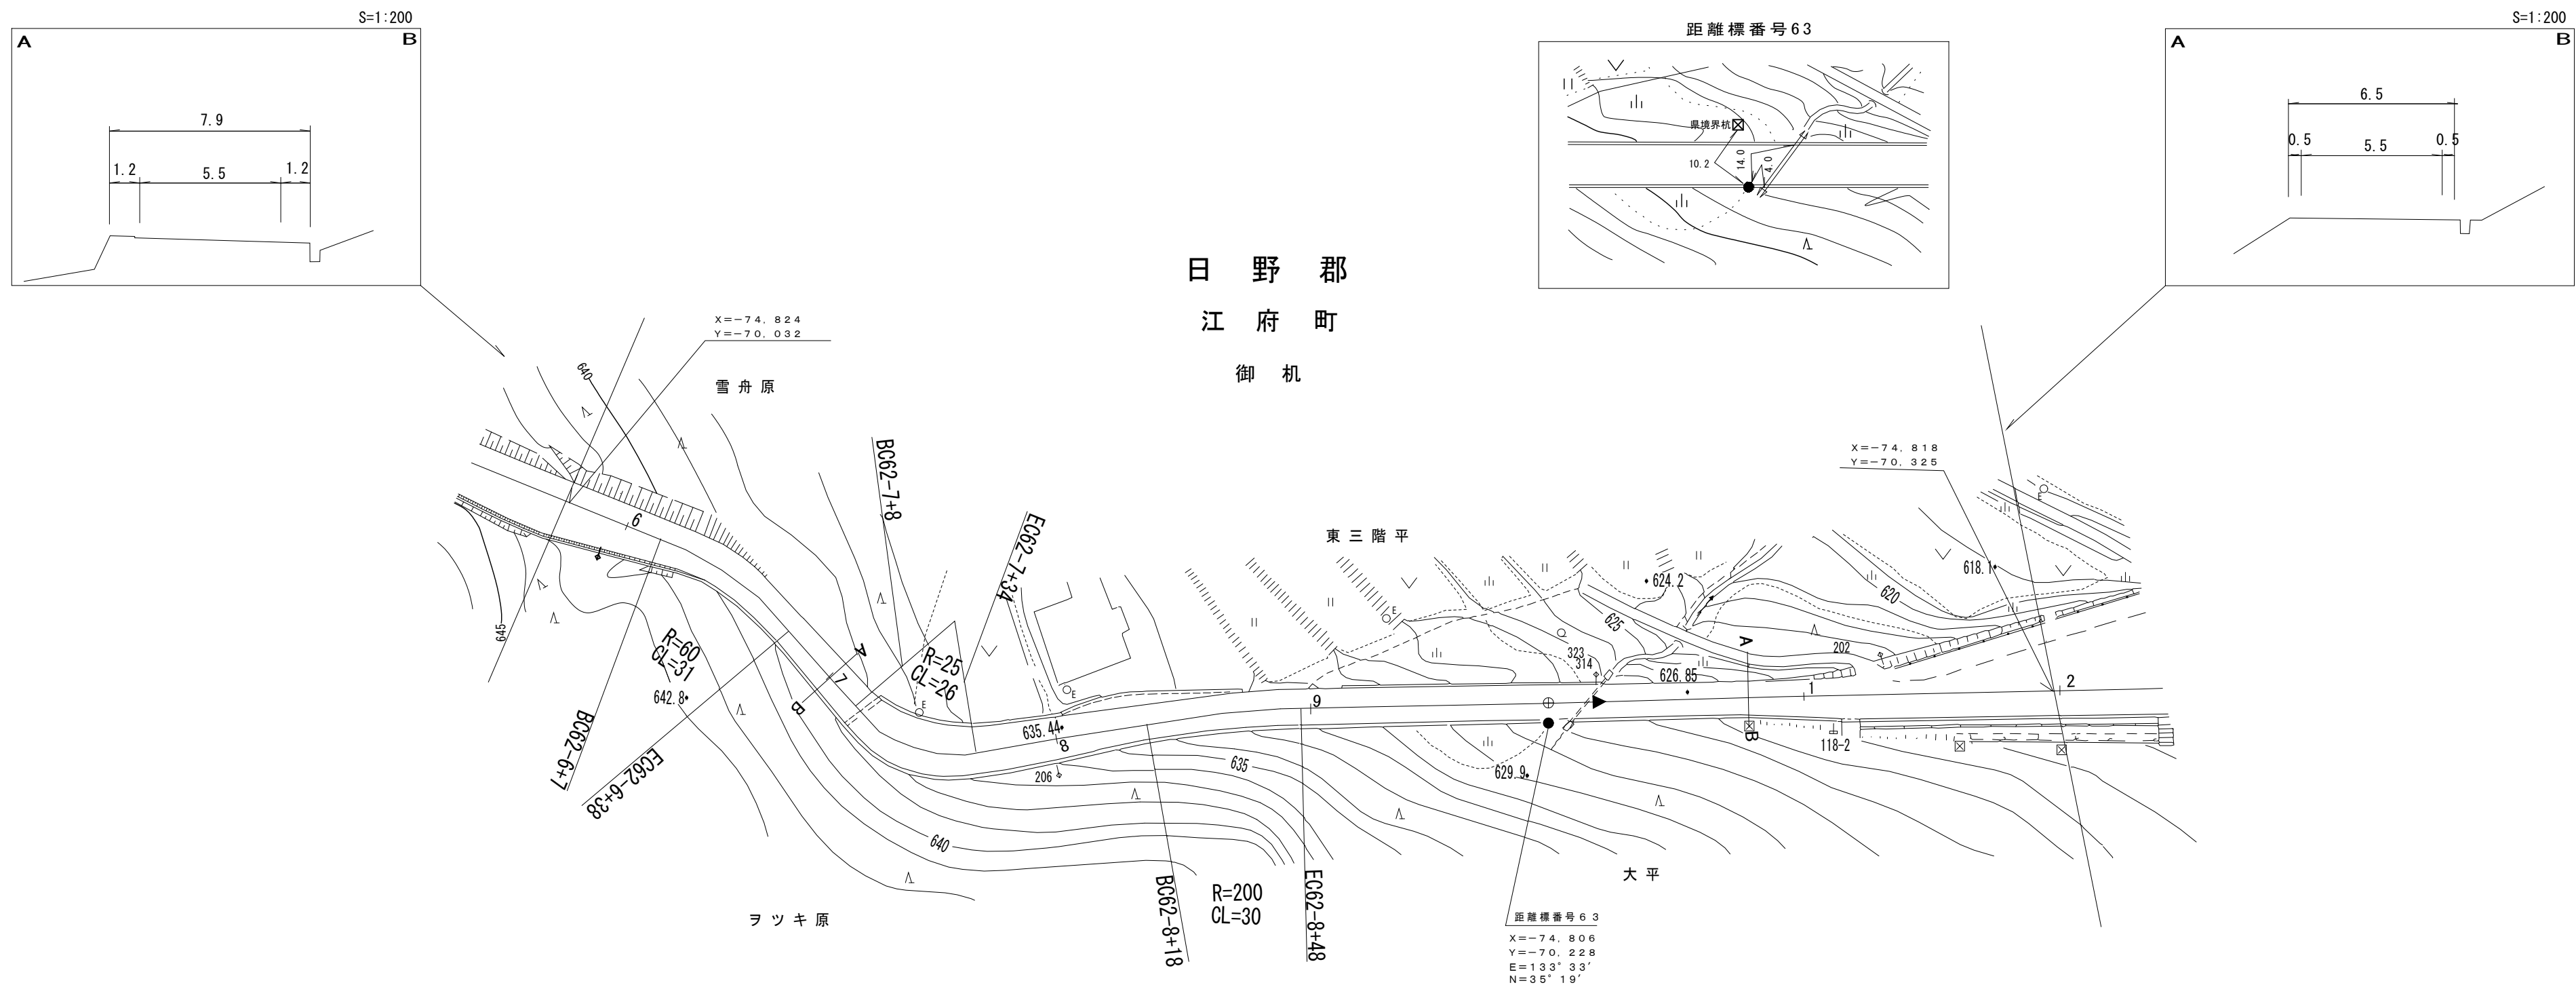 S=1:200
A
B
7.9
1.2
5.5
1.2
距離標番号63
県境界杭
10.2
14.0
4.0
S=1:200
A
B
6.5
0.5
5.5
0.5
日野郡
江府町
御机
X=-74,824
Y=-70,032
雪舟原
640
645
6
BC62-7+8
EC62-7+34
R=60
CL=31
642.8
BC62-6+7
EC62-6+38
A
7
B
R=25
CL=26
E
E
635.44
8
206
635
640
ヲツキ原
BC62-8+18
R=200
CL=30
EC62-8+48
9
東三階平
E
323
314
625
624.2
626.85
A
B
1
202
118-2
620
618.1
X=-74,818
Y=-70,325
E
2
629.9
大平
距離標番号63
X=-74,806
Y=-70,228
E=133°33′
N=35°19′